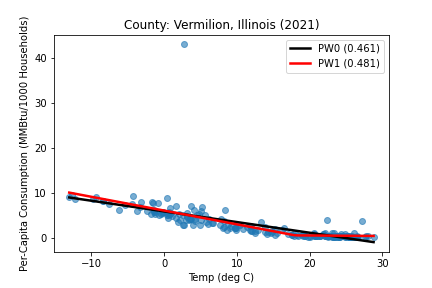 County: Vermilion, Illinois (2021)
Per-Capita Consumption (MMBtu/1000 Households)
40
30
20
10
0
PW0 (0.461)
PW1 (0.481)
−10
0
10
20
30
Temp (deg C)